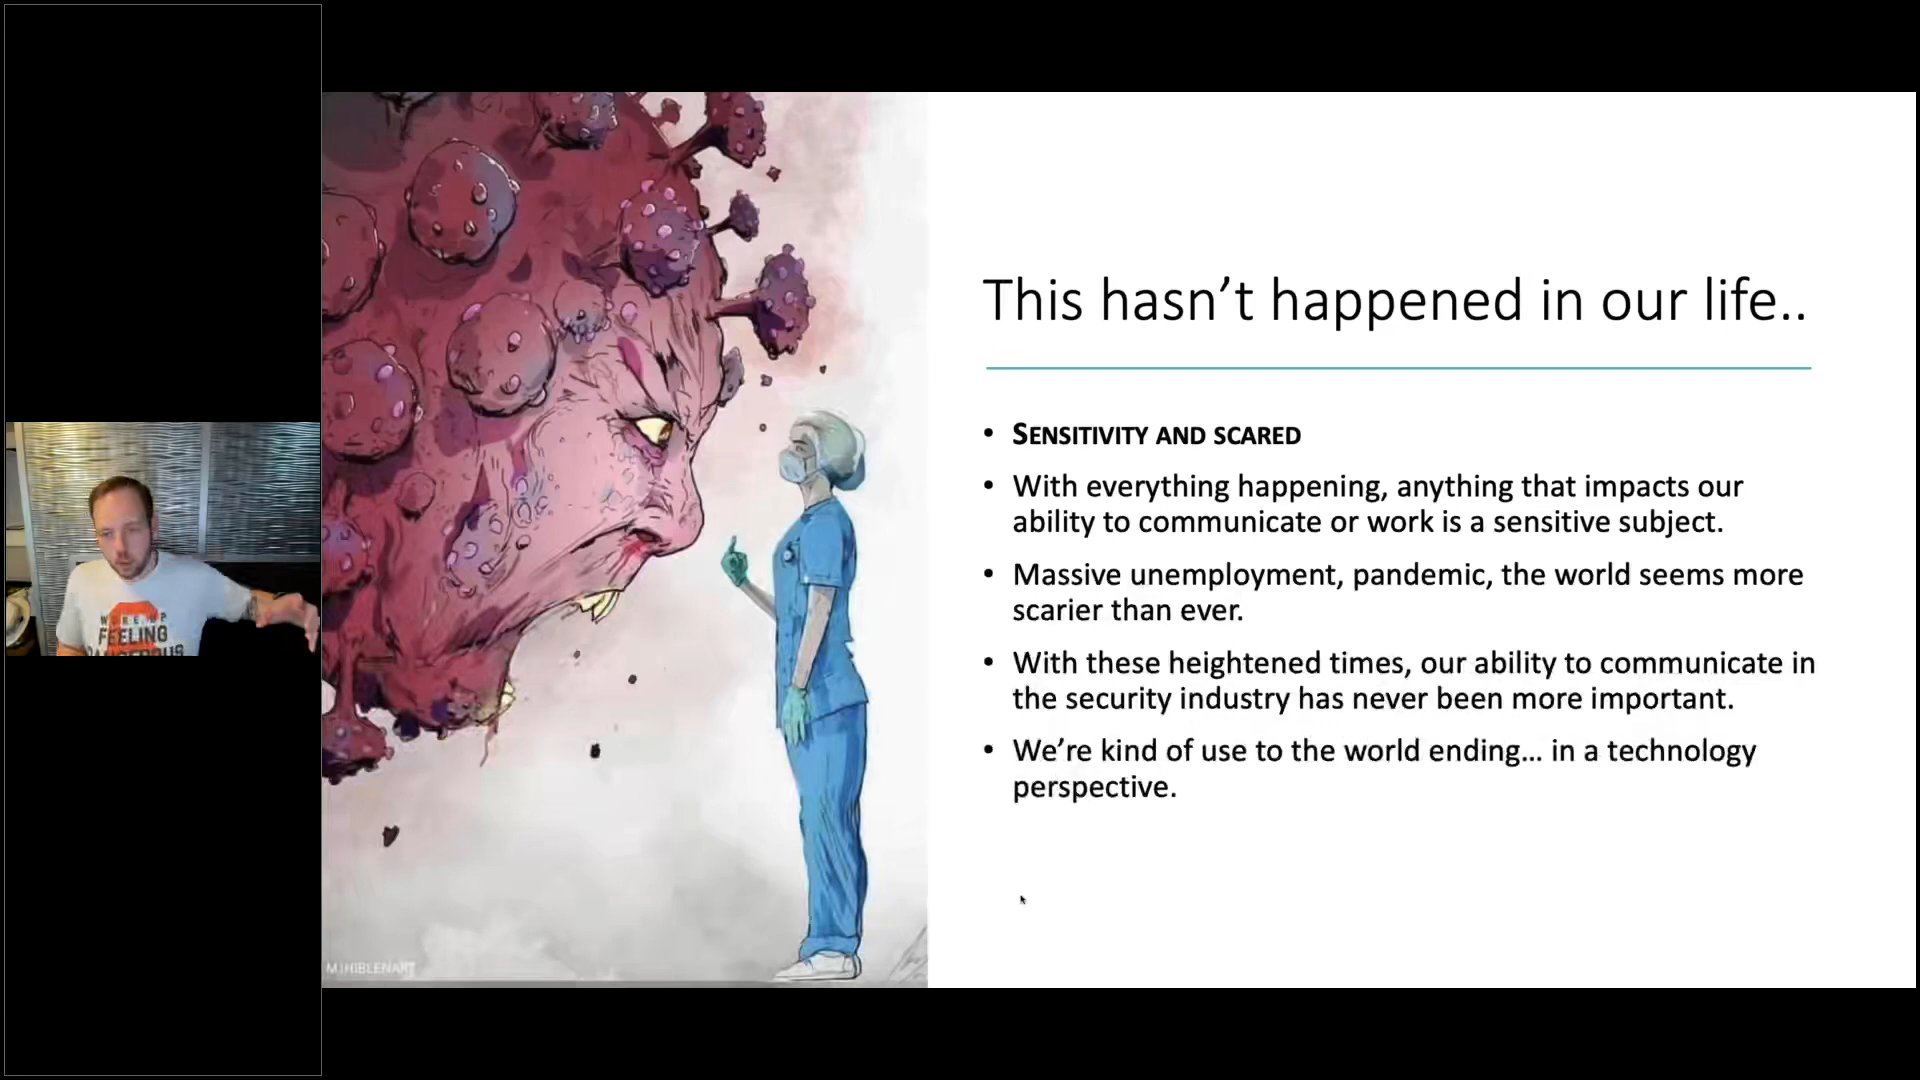 This hasn’t happened in our life..
• SENSITIVITY AND SCARED
• With everything happening, anything that impacts our
ability to communicate or work is a sensitive subject.
• Massive unemployment, pandemic, the world seems more
scarier than ever.
• With these heightened times, our ability to communicate in
the security industry has never been more important.
• We’re kind of use to the world ending... in a technology
perspective.
WOKE UP
FEELING
DANGEROUS